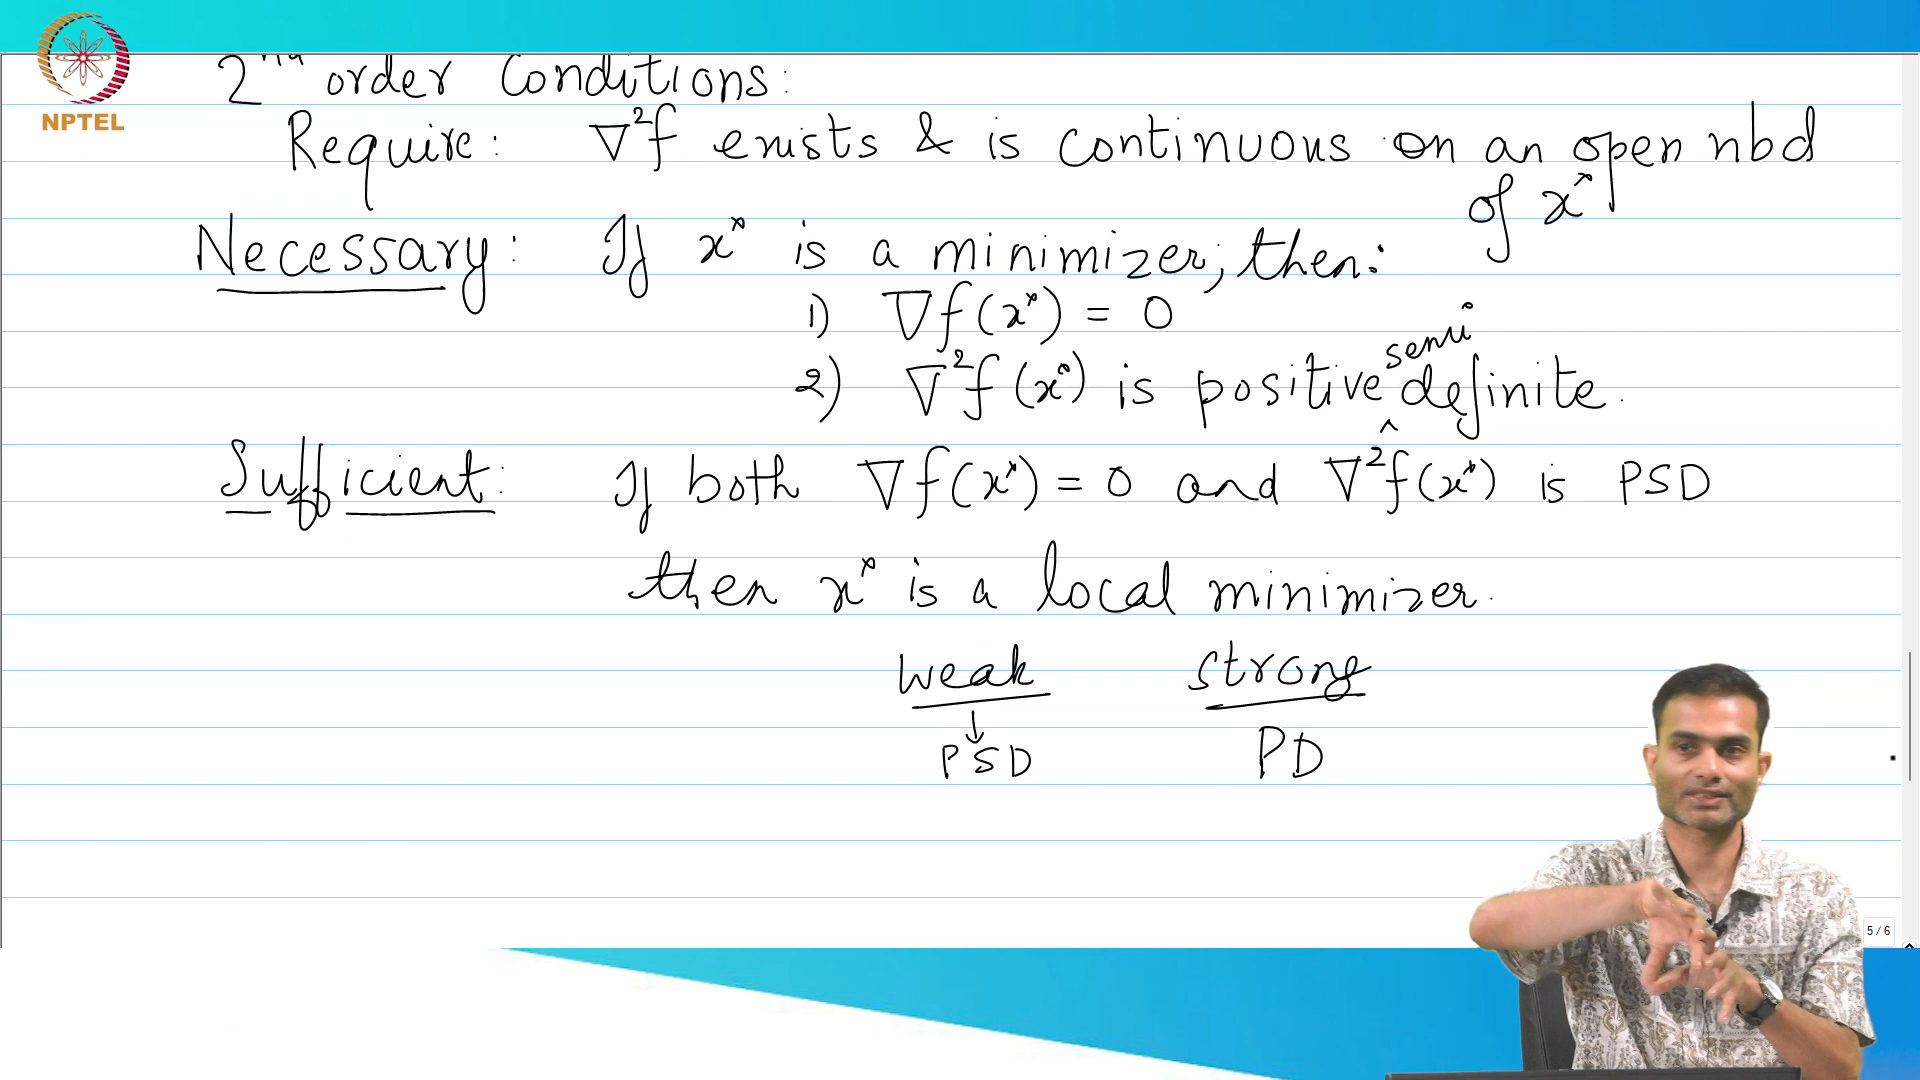 2nd order Conditions:
Require: ∇²f exists & is continuous on an open nbd
of x*
Necessary: If x* is a minimizer, then:
1) ∇f(x*) = 0
2) ∇²f(x*) is positive semi definite.
Sufficient: If both ∇f(x*) = 0 and ∇²f(x*) is PSD
then x* is a local minimizer.
Weak Strong
↓
PSD PD
NPTEL
5 / 6